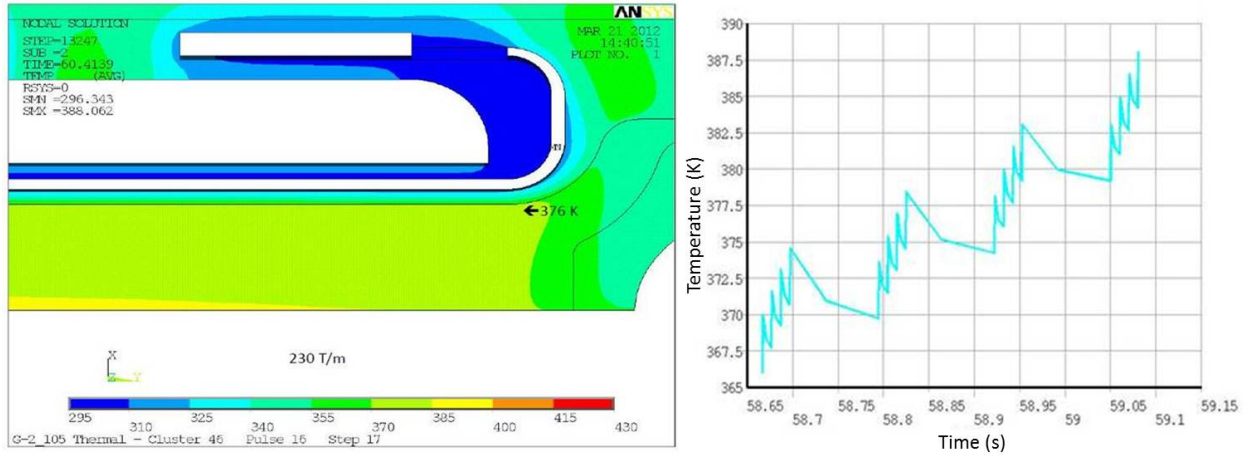 NODAL SOLUTION
STEP=13247
SUB =2
TIME=60.4139
TEMP (AVG)
RSYS=0
SMN =296.343
SMX =388.062
ANSYS
MAR 21 2012
14:40:51
PLOT NO. 1
MN
←376 K
X
Z Y
230 T/m
295 325 355 385 415
310 340 370 400 430
G-2_105 Thermal - Cluster 46 Pulse 16 Step 17
Temperature (K)
390
387.5
385
382.5
380
377.5
375
372.5
370
367.5
365
58.65 58.75 58.85 58.95 59.05 59.15
58.7 58.8 58.9 59 59.1
Time (s)